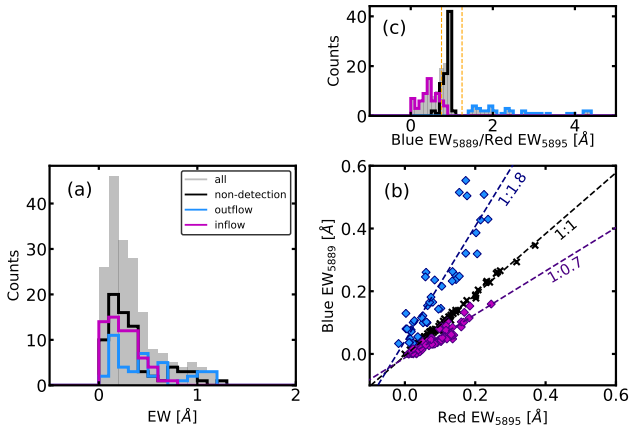 (c)
40
20
0
Counts
0
2
4
Blue EW5889/Red EW5895 [Å]
(a)
all
non-detection
outflow
inflow
40
30
20
10
0
Counts
0
1
2
EW [Å]
(b)
1:1.8
1:1
1:0.7
0.6
0.4
0.2
0.0
Blue EW5889 [Å]
0.0
0.2
0.4
0.6
Red EW5895 [Å]